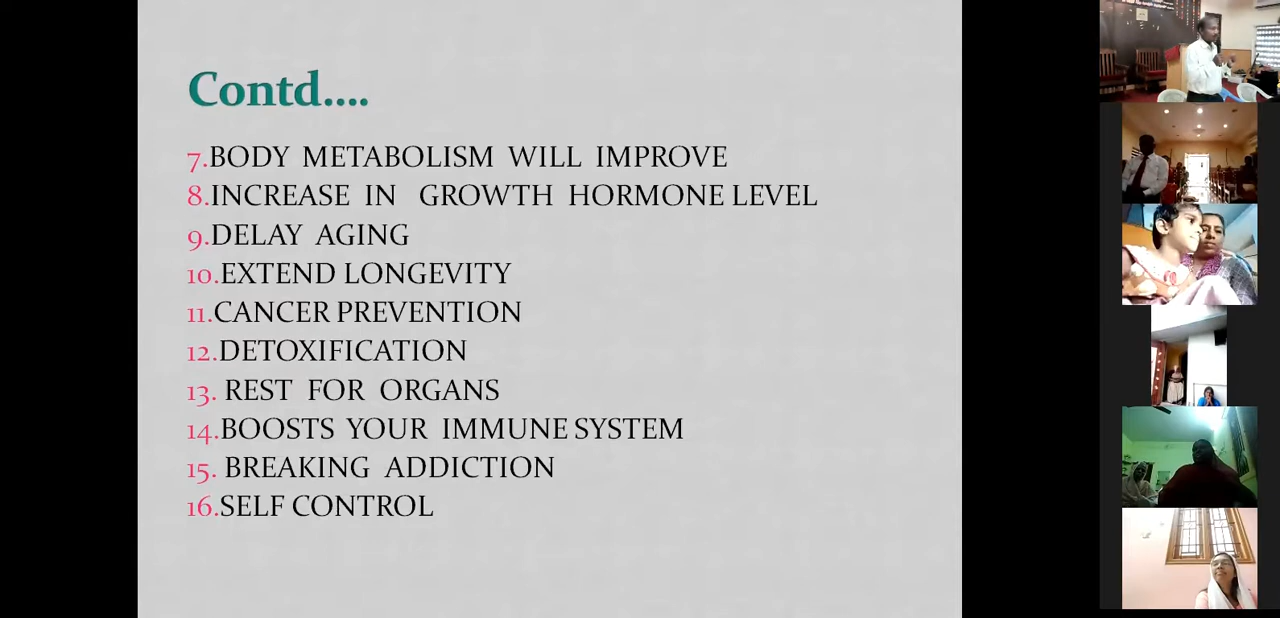 Contd....
7.BODY METABOLISM WILL IMPROVE
8.INCREASE IN GROWTH HORMONE LEVEL
9.DELAY AGING
10.EXTEND LONGEVITY
11.CANCER PREVENTION
12.DETOXIFICATION
13. REST FOR ORGANS
14.BOOSTS YOUR IMMUNE SYSTEM
15. BREAKING ADDICTION
16.SELF CONTROL